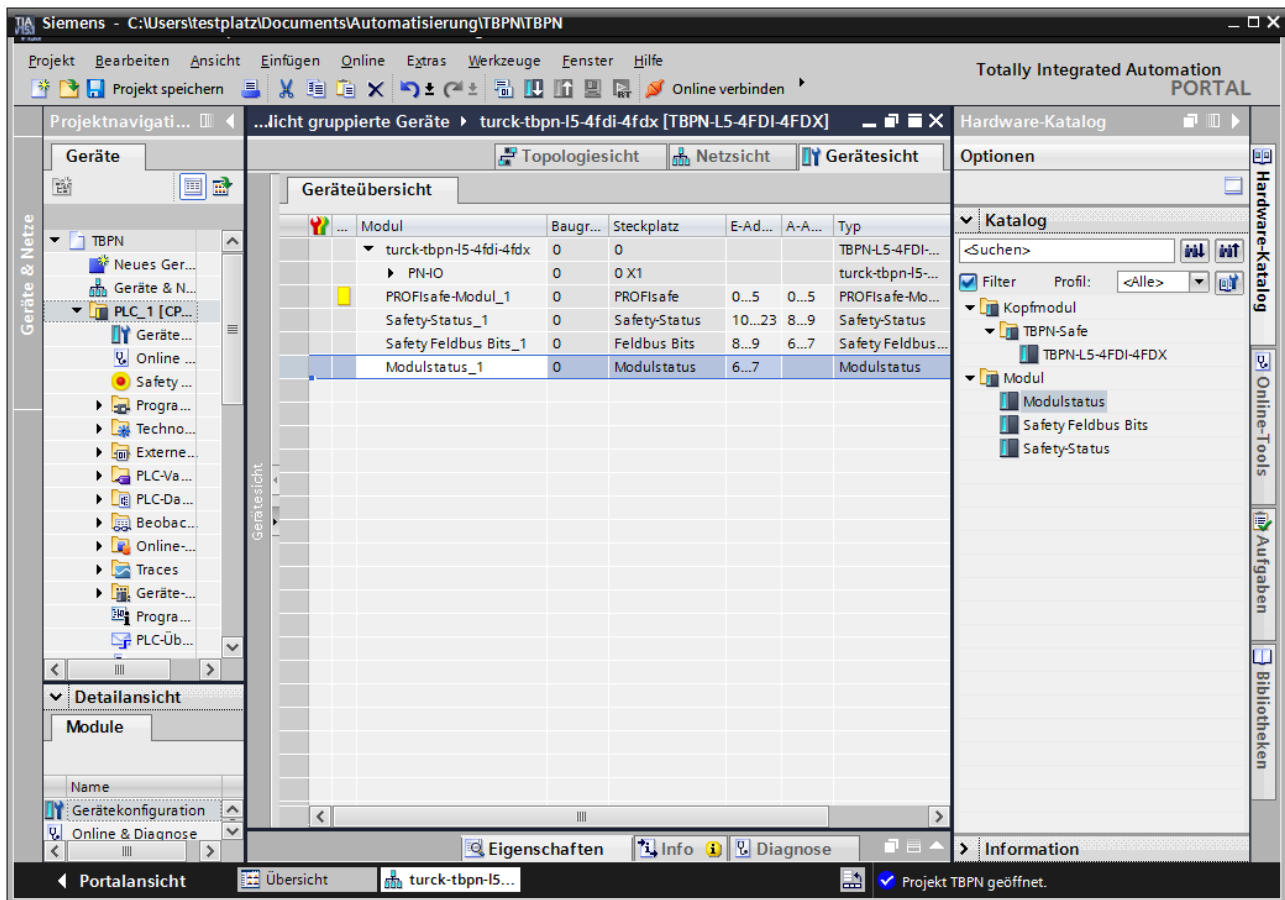 Siemens - C:\Users\testplatz\Documents\Automatisierung\TBPN\TBPN
Projekt Bearbeiten Ansicht Einfügen Online Extras Werkzeuge Fenster Hilfe
Totally Integrated Automation
PORTAL
Projekt speichern
Online verbinden
Projektnavigati...
Geräte
Geräte & Netze
TBPN
Neues Ger...
Geräte & N...
PLC_1 [CP...
Geräte...
Online ...
Safety ...
Progra...
Techno...
Externe...
PLC-Va...
PLC-Da...
Beobac...
Online-...
Traces
Geräte-...
Progra...
PLC-Üb...
Detailansicht
Module
Name
Gerätekonfiguration
Online & Diagnose
...licht gruppierte Geräte turck-tbpn-l5-4fdi-4fdx [TBPN-L5-4FDI-4FDX]
Topologiesicht Netzsicht Gerätesicht
Geräteübersicht
Gerätesicht
... Modul Baugr... Steckplatz E-Ad... A-A... Typ
turck-tbpn-l5-4fdi-4fdx 0 0 TBPN-L5-4FDI-...
PN-IO 0 0 X1 turck-tbpn-l5-...
PROFIsafe-Modul_1 0 PROFIsafe 0...5 0...5 PROFIsafe-Mo...
Safety-Status_1 0 Safety-Status 10...23 8...9 Safety-Status
Safety Feldbus Bits_1 0 Feldbus Bits 8...9 6...7 Safety Feldbus...
Modulstatus_1 0 Modulstatus 6...7 Modulstatus
Eigenschaften Info Diagnose
Hardware-Katalog
Optionen
Katalog
<Suchen>
Filter Profil: <Alle>
Kopfmodul
TBPN-Safe
TBPN-L5-4FDI-4FDX
Modul
Modulstatus
Safety Feldbus Bits
Safety-Status
Information
Hardware-Katalog
Online-Tools
Aufgaben
Bibliotheken
Portalansicht
Übersicht
turck-tbpn-l5...
Projekt TBPN geöffnet.